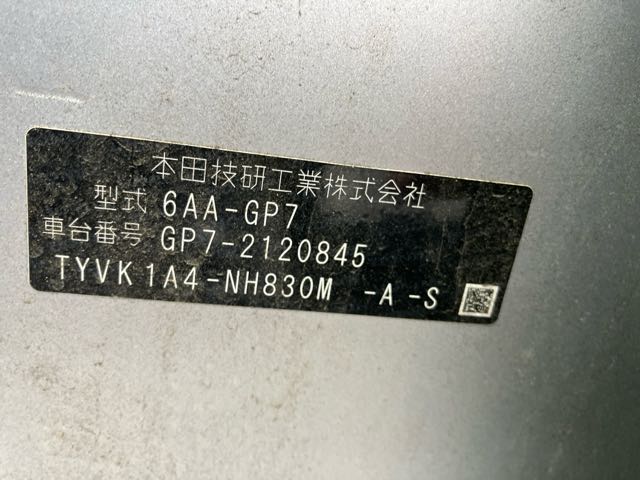 本田技研工業株式会社
型式 6AA-GP7
車台番号 GP7-2120845
TYVK1A4-NH830M -A -S